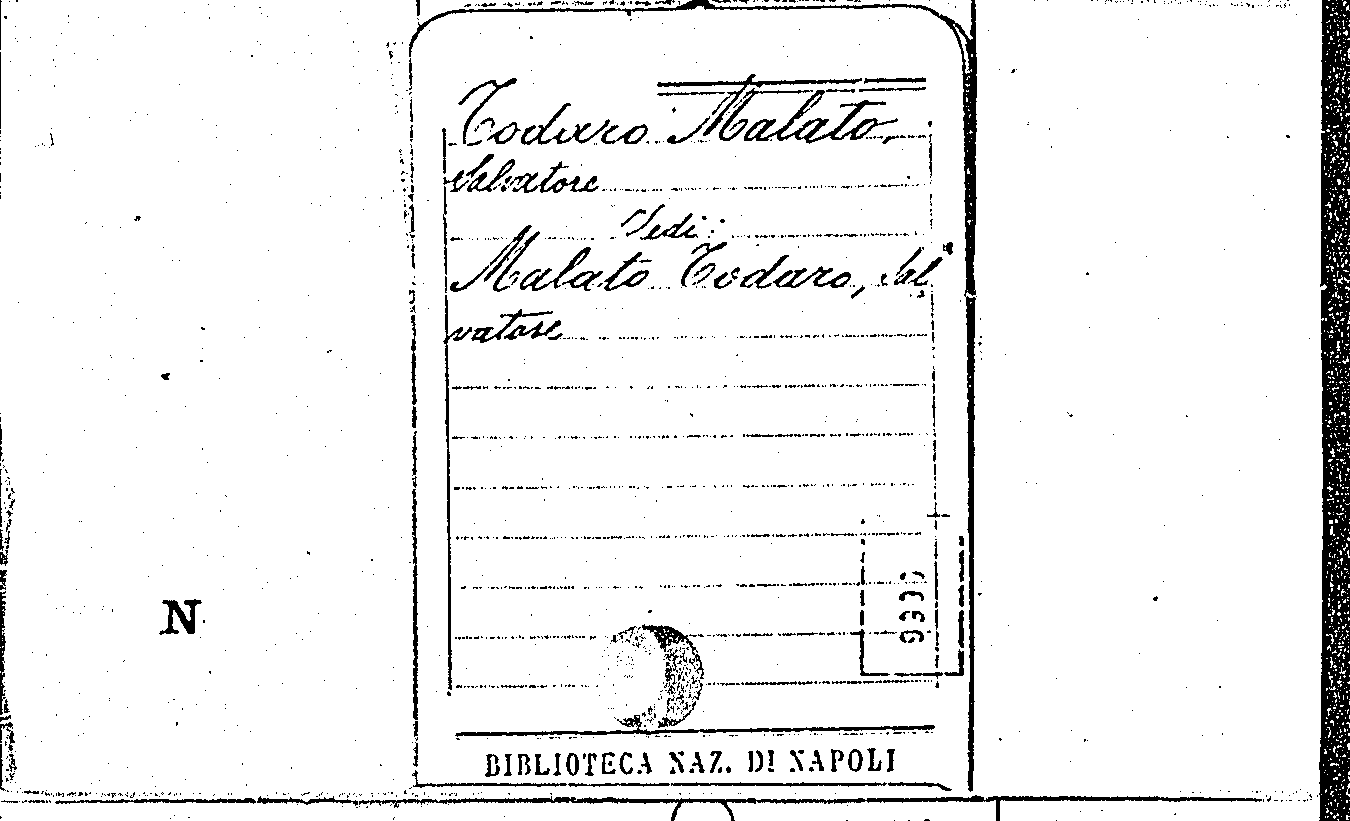 Todaro Malato,
Salvatore
Vedi:
Malato Todaro, Sal
vatore
N
BIBLIOTECA NAZ. DI NAPOLI